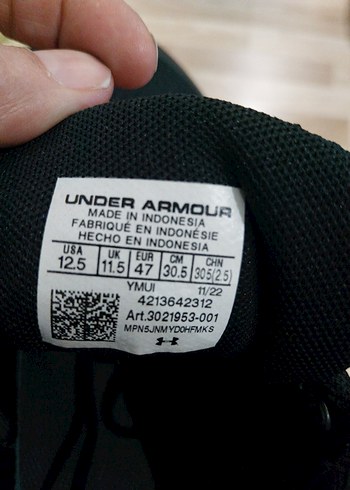 UNDER ARMOUR
MADE IN INDONESIA
FABRIQUÉ EN INDONÉSIE
HECHO EN INDONESIA
USA UK EUR CM CHN
12.5 11.5 47 30.5 305(2.5)
YMUI 11/22
4213642312
Art.3021953-001
MPN5JNMYD0HFMKS